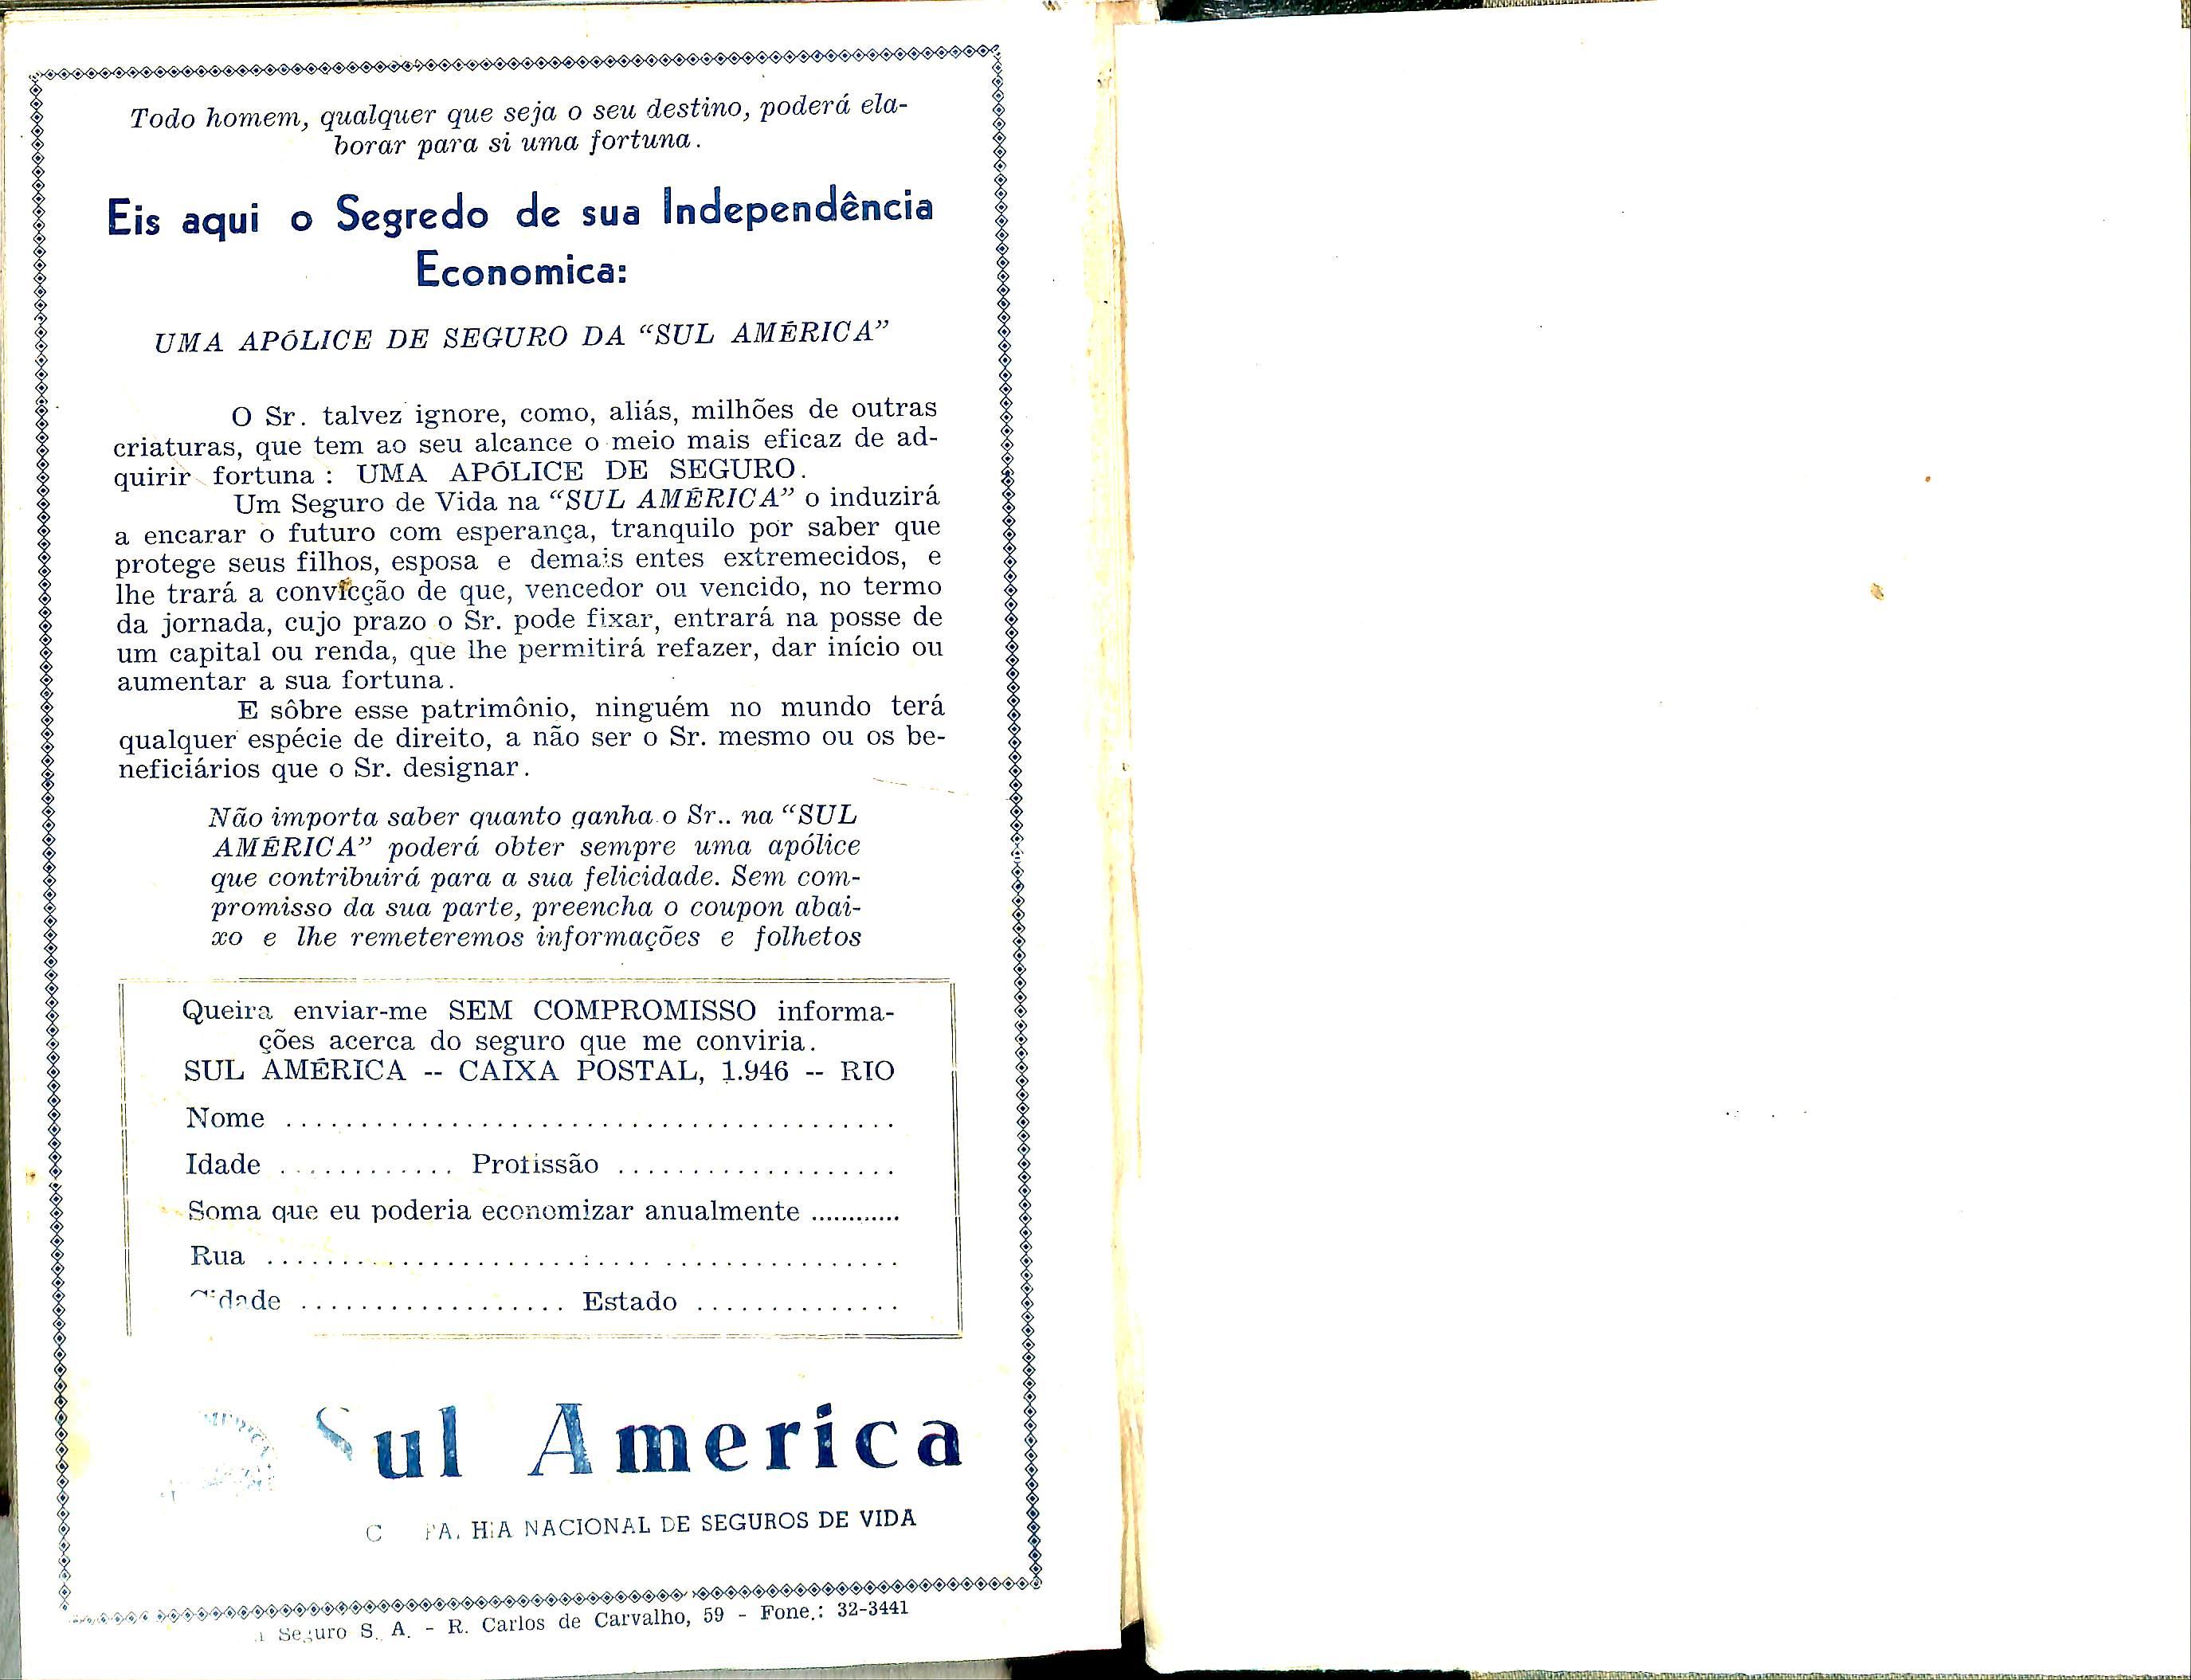 Todo homem, qualquer que seja o seu destino, poderá ela-
borar para si uma fortuna.
Eis aqui o Segredo de sua Independência
Economica:
UMA APÓLICE DE SEGURO DA “SUL AMÉRICA”
O Sr. talvez ignore, como, aliás, milhões de outras
criaturas, que tem ao seu alcance o meio mais eficaz de ad-
quirir fortuna : UMA APÓLICE DE SEGURO.
Um Seguro de Vida na “SUL AMÉRICA” o induzirá
a encarar o futuro com esperança, tranquilo por saber que
protege seus filhos, esposa e demais entes extremecidos, e
lhe trará a convicção de que, vencedor ou vencido, no termo
da jornada, cujo prazo o Sr. pode fixar, entrará na posse de
um capital ou renda, que lhe permitirá refazer, dar início ou
aumentar a sua fortuna.
E sôbre esse patrimônio, ninguém no mundo terá
qualquer espécie de direito, a não ser o Sr. mesmo ou os be-
neficiários que o Sr. designar.
Não importa saber quanto ganha o Sr.. na “SUL
AMÉRICA” poderá obter sempre uma apólice
que contribuirá para a sua felicidade. Sem com-
promisso da sua parte, preencha o coupon abai-
xo e lhe remeteremos informações e folhetos
Queira enviar-me SEM COMPROMISSO informa-
ções acerca do seguro que me conviria.
SUL AMÉRICA -- CAIXA POSTAL, 1.946 -- RIO
Nome ........................................
Idade ............ Profissão ...................
Soma que eu poderia economizar anualmente ............
Rua .........................................
Cidade .................. Estado ..............
Sul America
NACIONAL DE SEGUROS DE VIDA
Seguro S. A. - R. Carlos de Carvalho, 59 - Fone.: 32-3441